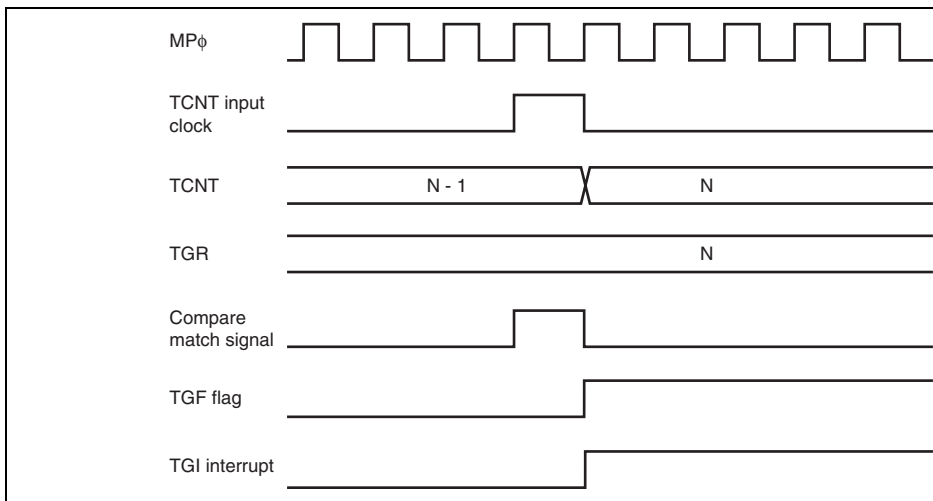 MPϕ
TCNT input
clock
TCNT
N - 1
N
TGR
N
Compare
match signal
TGF flag
TGI interrupt